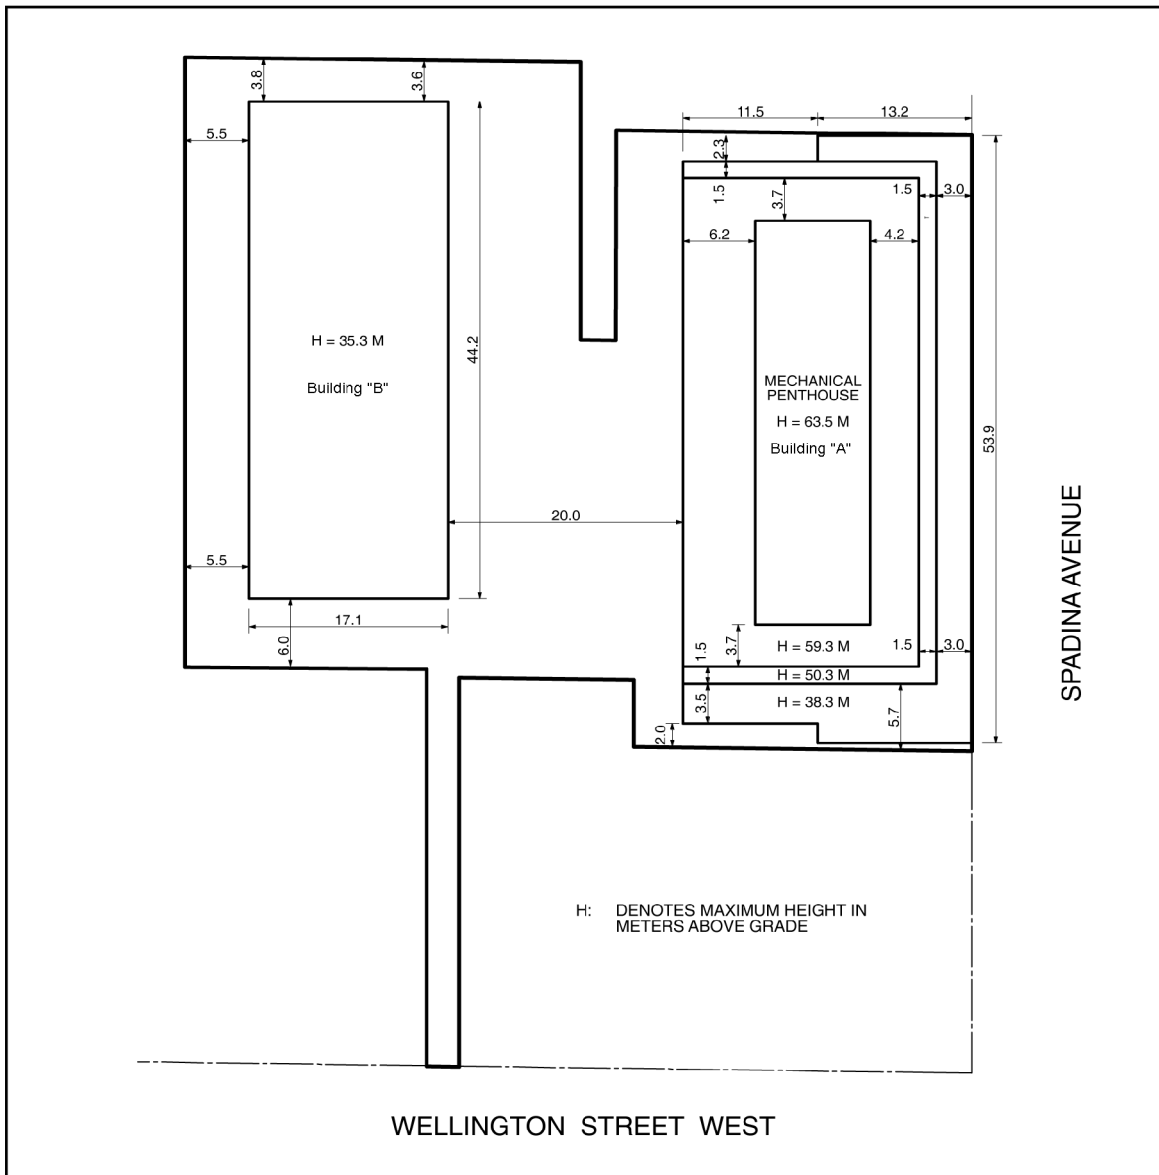 3.8
3.6
11.5
13.2
5.5
2.3
1.5
3.7
1.5
3.0
6.2
4.2
H = 35.3 M
Building "B"
44.2
MECHANICAL
PENTHOUSE
H = 63.5 M
Building "A"
53.9
20.0
SPADINA AVENUE
5.5
17.1
6.0
1.5
3.7
H = 59.3 M
1.5
3.0
H = 50.3 M
3.5
H = 38.3 M
5.7
2.0
H: DENOTES MAXIMUM HEIGHT IN
METERS ABOVE GRADE
WELLINGTON STREET WEST